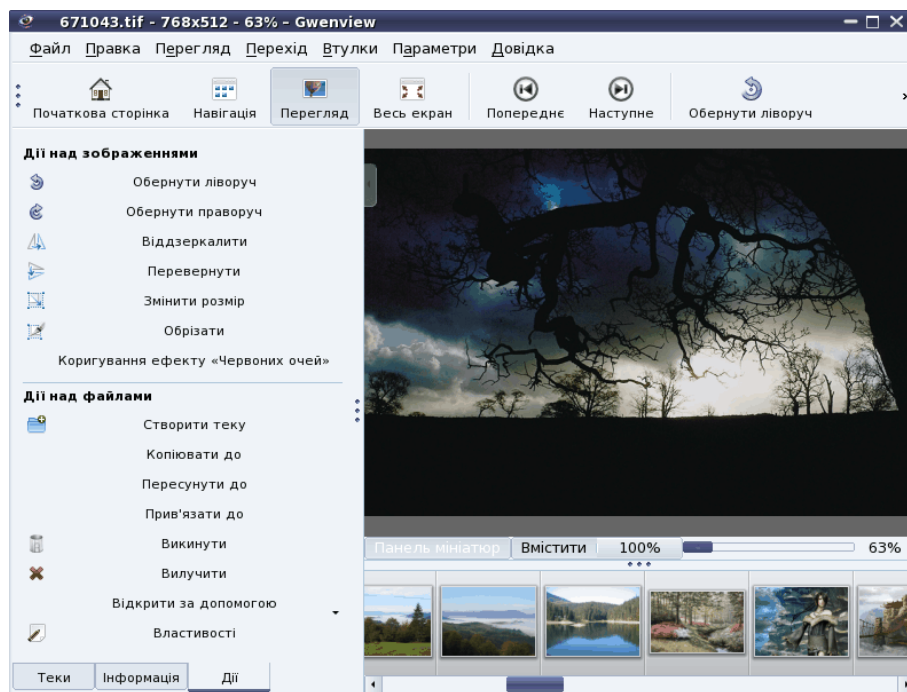 671043.tif - 768x512 - 63% – Gwenview
Файл Правка Перегляд Перехід Втулки Параметри Довідка
Початкова сторінка Навігація Перегляд Весь екран Попереднє Наступне Обернути ліворуч
Дії над зображеннями
Обернути ліворуч
Обернути праворуч
Віддзеркалити
Перевернути
Змінити розмір
Обрізати
Коригування ефекту «Червоних очей»
Дії над файлами
Створити теку
Копіювати до
Пересунути до
Прив'язати до
Викинути
Вилучити
Відкрити за допомогою
Властивості
Панель мініатюр Вмістити 100% 63%
Теки Інформація Дії